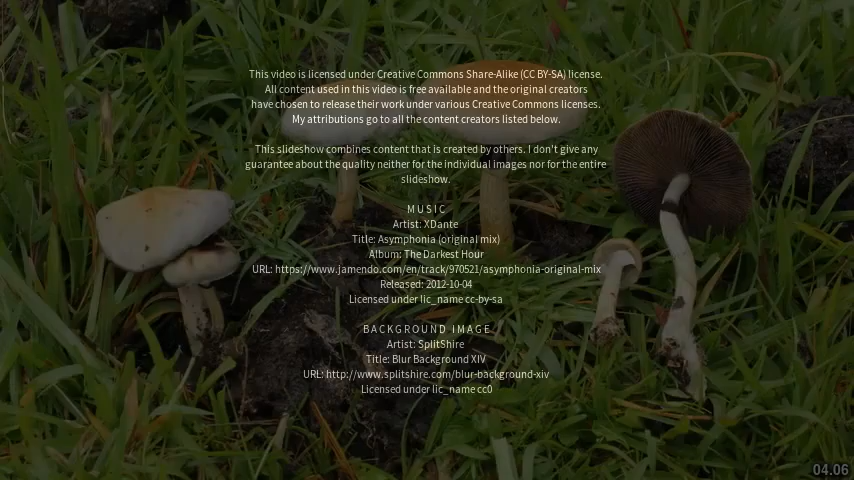 This video is licensed under Creative Commons Share-Alike (CC BY-SA) license.
All content used in this video is free available and the original creators
have chosen to release their work under various Creative Commons licenses.
My attributions go to all the content creators listed below.
This slideshow combines content that is created by others. I don't give any
guarantee about the quality neither for the individual images nor for the entire
slideshow.
MUSIC
Artist: XDante
Title: Asymphonia (original mix)
Album: The Darkest Hour
URL: https://www.jamendo.com/en/track/970521/asymphonia-original-mix
Released: 2012-10-04
Licensed under lic_name cc-by-sa
BACKGROUND IMAGE
Artist: SplitShire
Title: Blur Background XIV
URL: http://www.splitshire.com/blur-background-xiv
Licensed under lic_name cc0
04.06